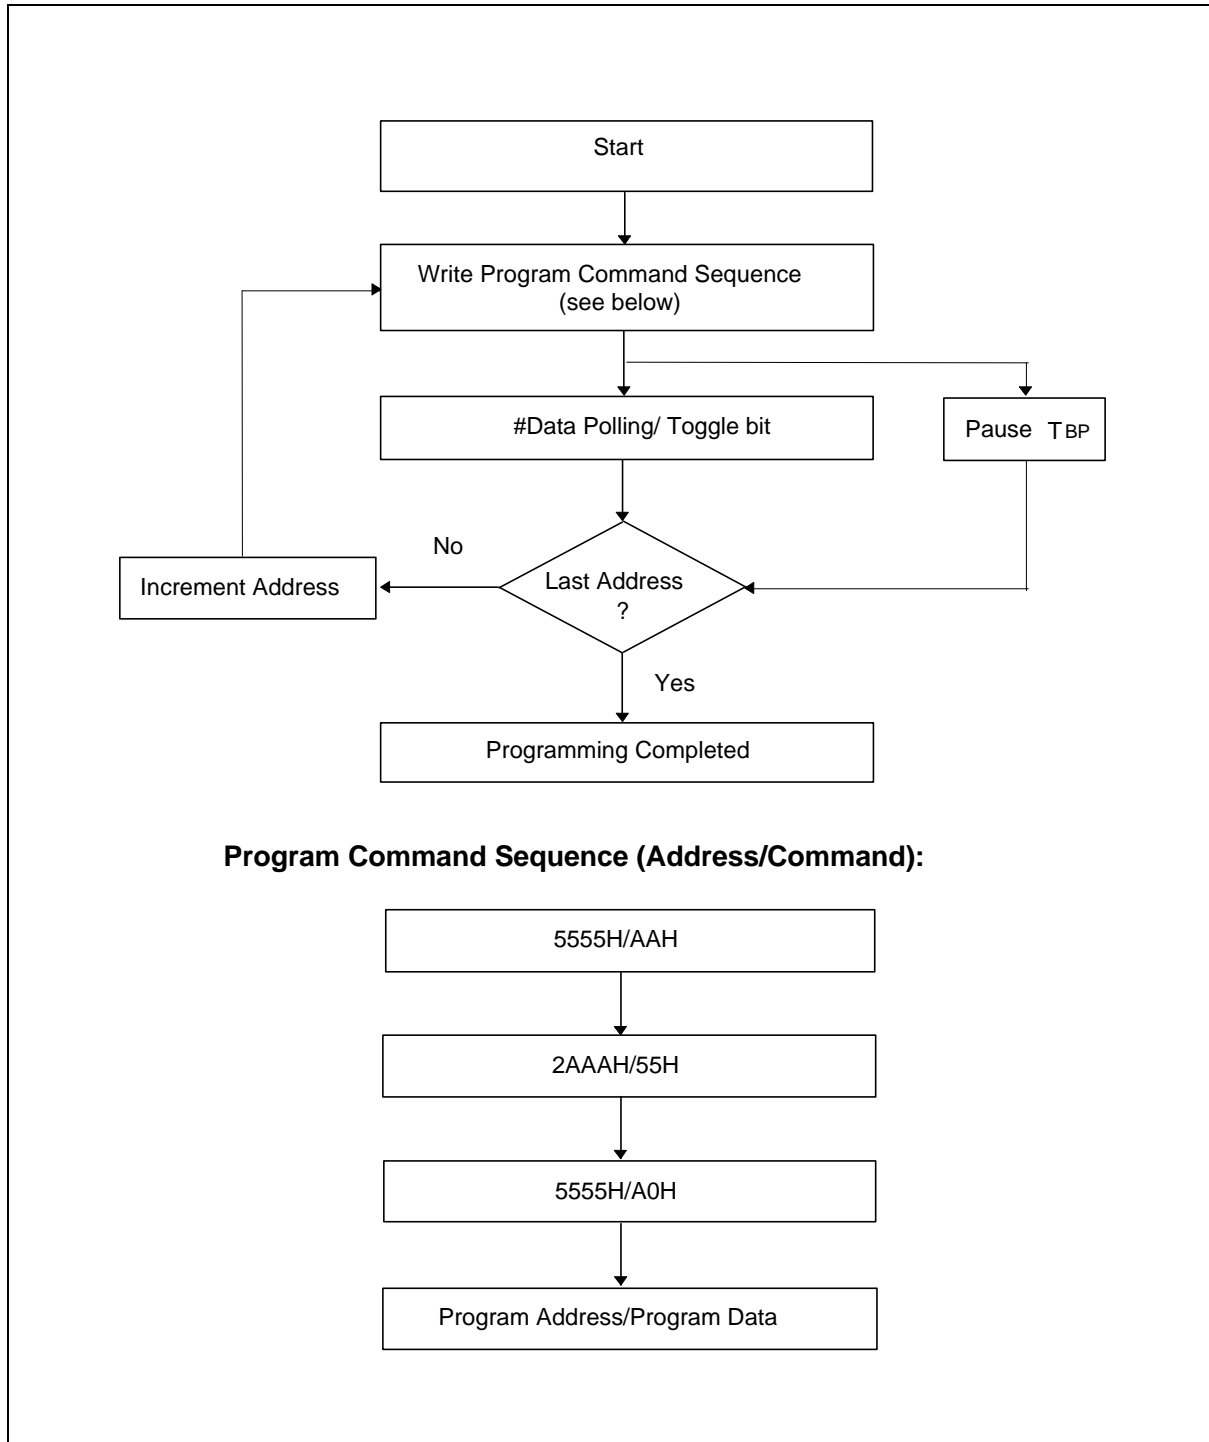 Start
Write Program Command Sequence
(see below)
#Data Polling/ Toggle bit
Pause TBP
No
Increment Address
Last Address
?
Yes
Programming Completed
Program Command Sequence (Address/Command):
5555H/AAH
2AAAH/55H
5555H/A0H
Program Address/Program Data